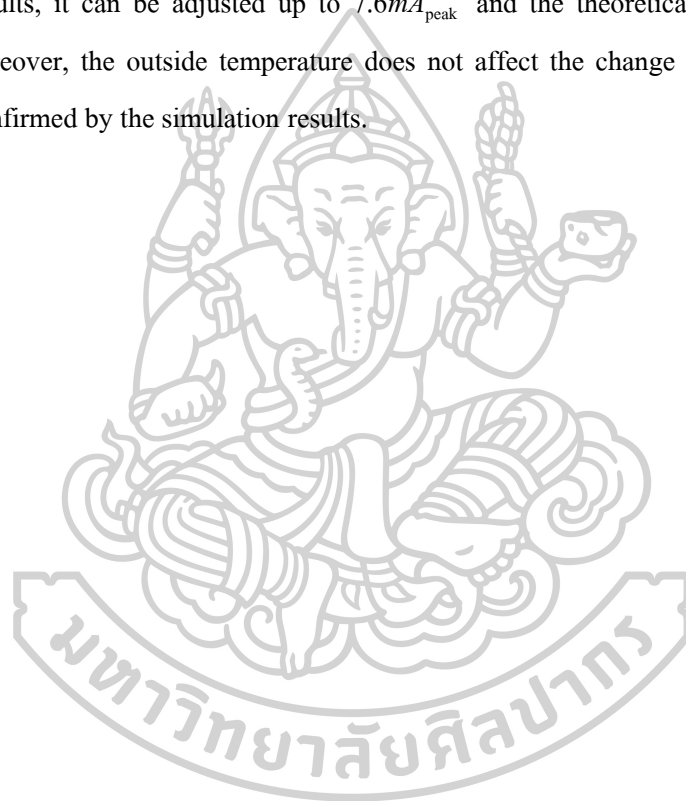 ults, it can be adjusted up to 7.6mA_peak and the theoretica
eover, the outside temperature does not affect the change
nfirmed by the simulation results.
มหาวิทยาลัยศิลปากร